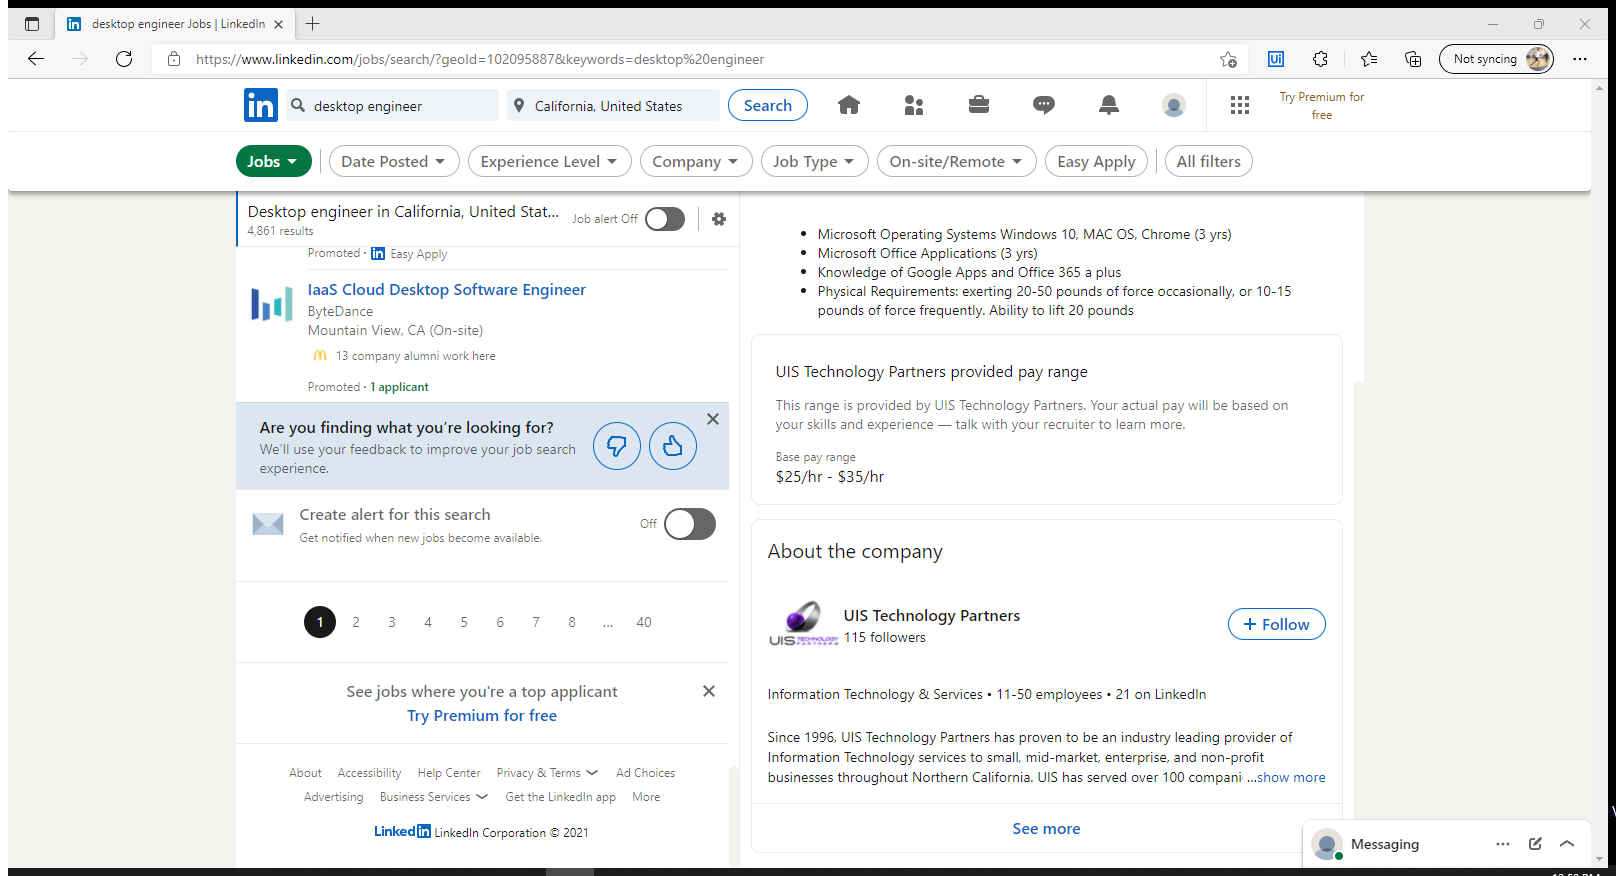 desktop engineer Jobs | LinkedIn
https://www.linkedin.com/jobs/search/?geoId=102095887&keywords=desktop%20engineer
Not syncing
in
desktop engineer
California, United States
Search
Try Premium for
free
Jobs
Date Posted
Experience Level
Company
Job Type
On-site/Remote
Easy Apply
All filters
Desktop engineer in California, United Stat...
4,861 results
Job alert Off
Promoted · in Easy Apply
IaaS Cloud Desktop Software Engineer
ByteDance
Mountain View, CA (On-site)
13 company alumni work here
Promoted · 1 applicant
Are you finding what you’re looking for?
We’ll use your feedback to improve your job search
experience.
Create alert for this search
Get notified when new jobs become available.
Off
1 2 3 4 5 6 7 8 ... 40
See jobs where you're a top applicant
Try Premium for free
About Accessibility Help Center Privacy & Terms Ad Choices
Advertising Business Services Get the LinkedIn app More
LinkedIn LinkedIn Corporation © 2021
• Microsoft Operating Systems Windows 10, MAC OS, Chrome (3 yrs)
• Microsoft Office Applications (3 yrs)
• Knowledge of Google Apps and Office 365 a plus
• Physical Requirements: exerting 20-50 pounds of force occasionally, or 10-15
pounds of force frequently. Ability to lift 20 pounds
UIS Technology Partners provided pay range
This range is provided by UIS Technology Partners. Your actual pay will be based on
your skills and experience — talk with your recruiter to learn more.
Base pay range
$25/hr - $35/hr
About the company
UIS TECHNOLOGY
PARTNERS
UIS Technology Partners
115 followers
+ Follow
Information Technology & Services • 11-50 employees • 21 on LinkedIn
Since 1996, UIS Technology Partners has proven to be an industry leading provider of
Information Technology services to small, mid-market, enterprise, and non-profit
businesses throughout Northern California. UIS has served over 100 compani ...show more
See more
Messaging